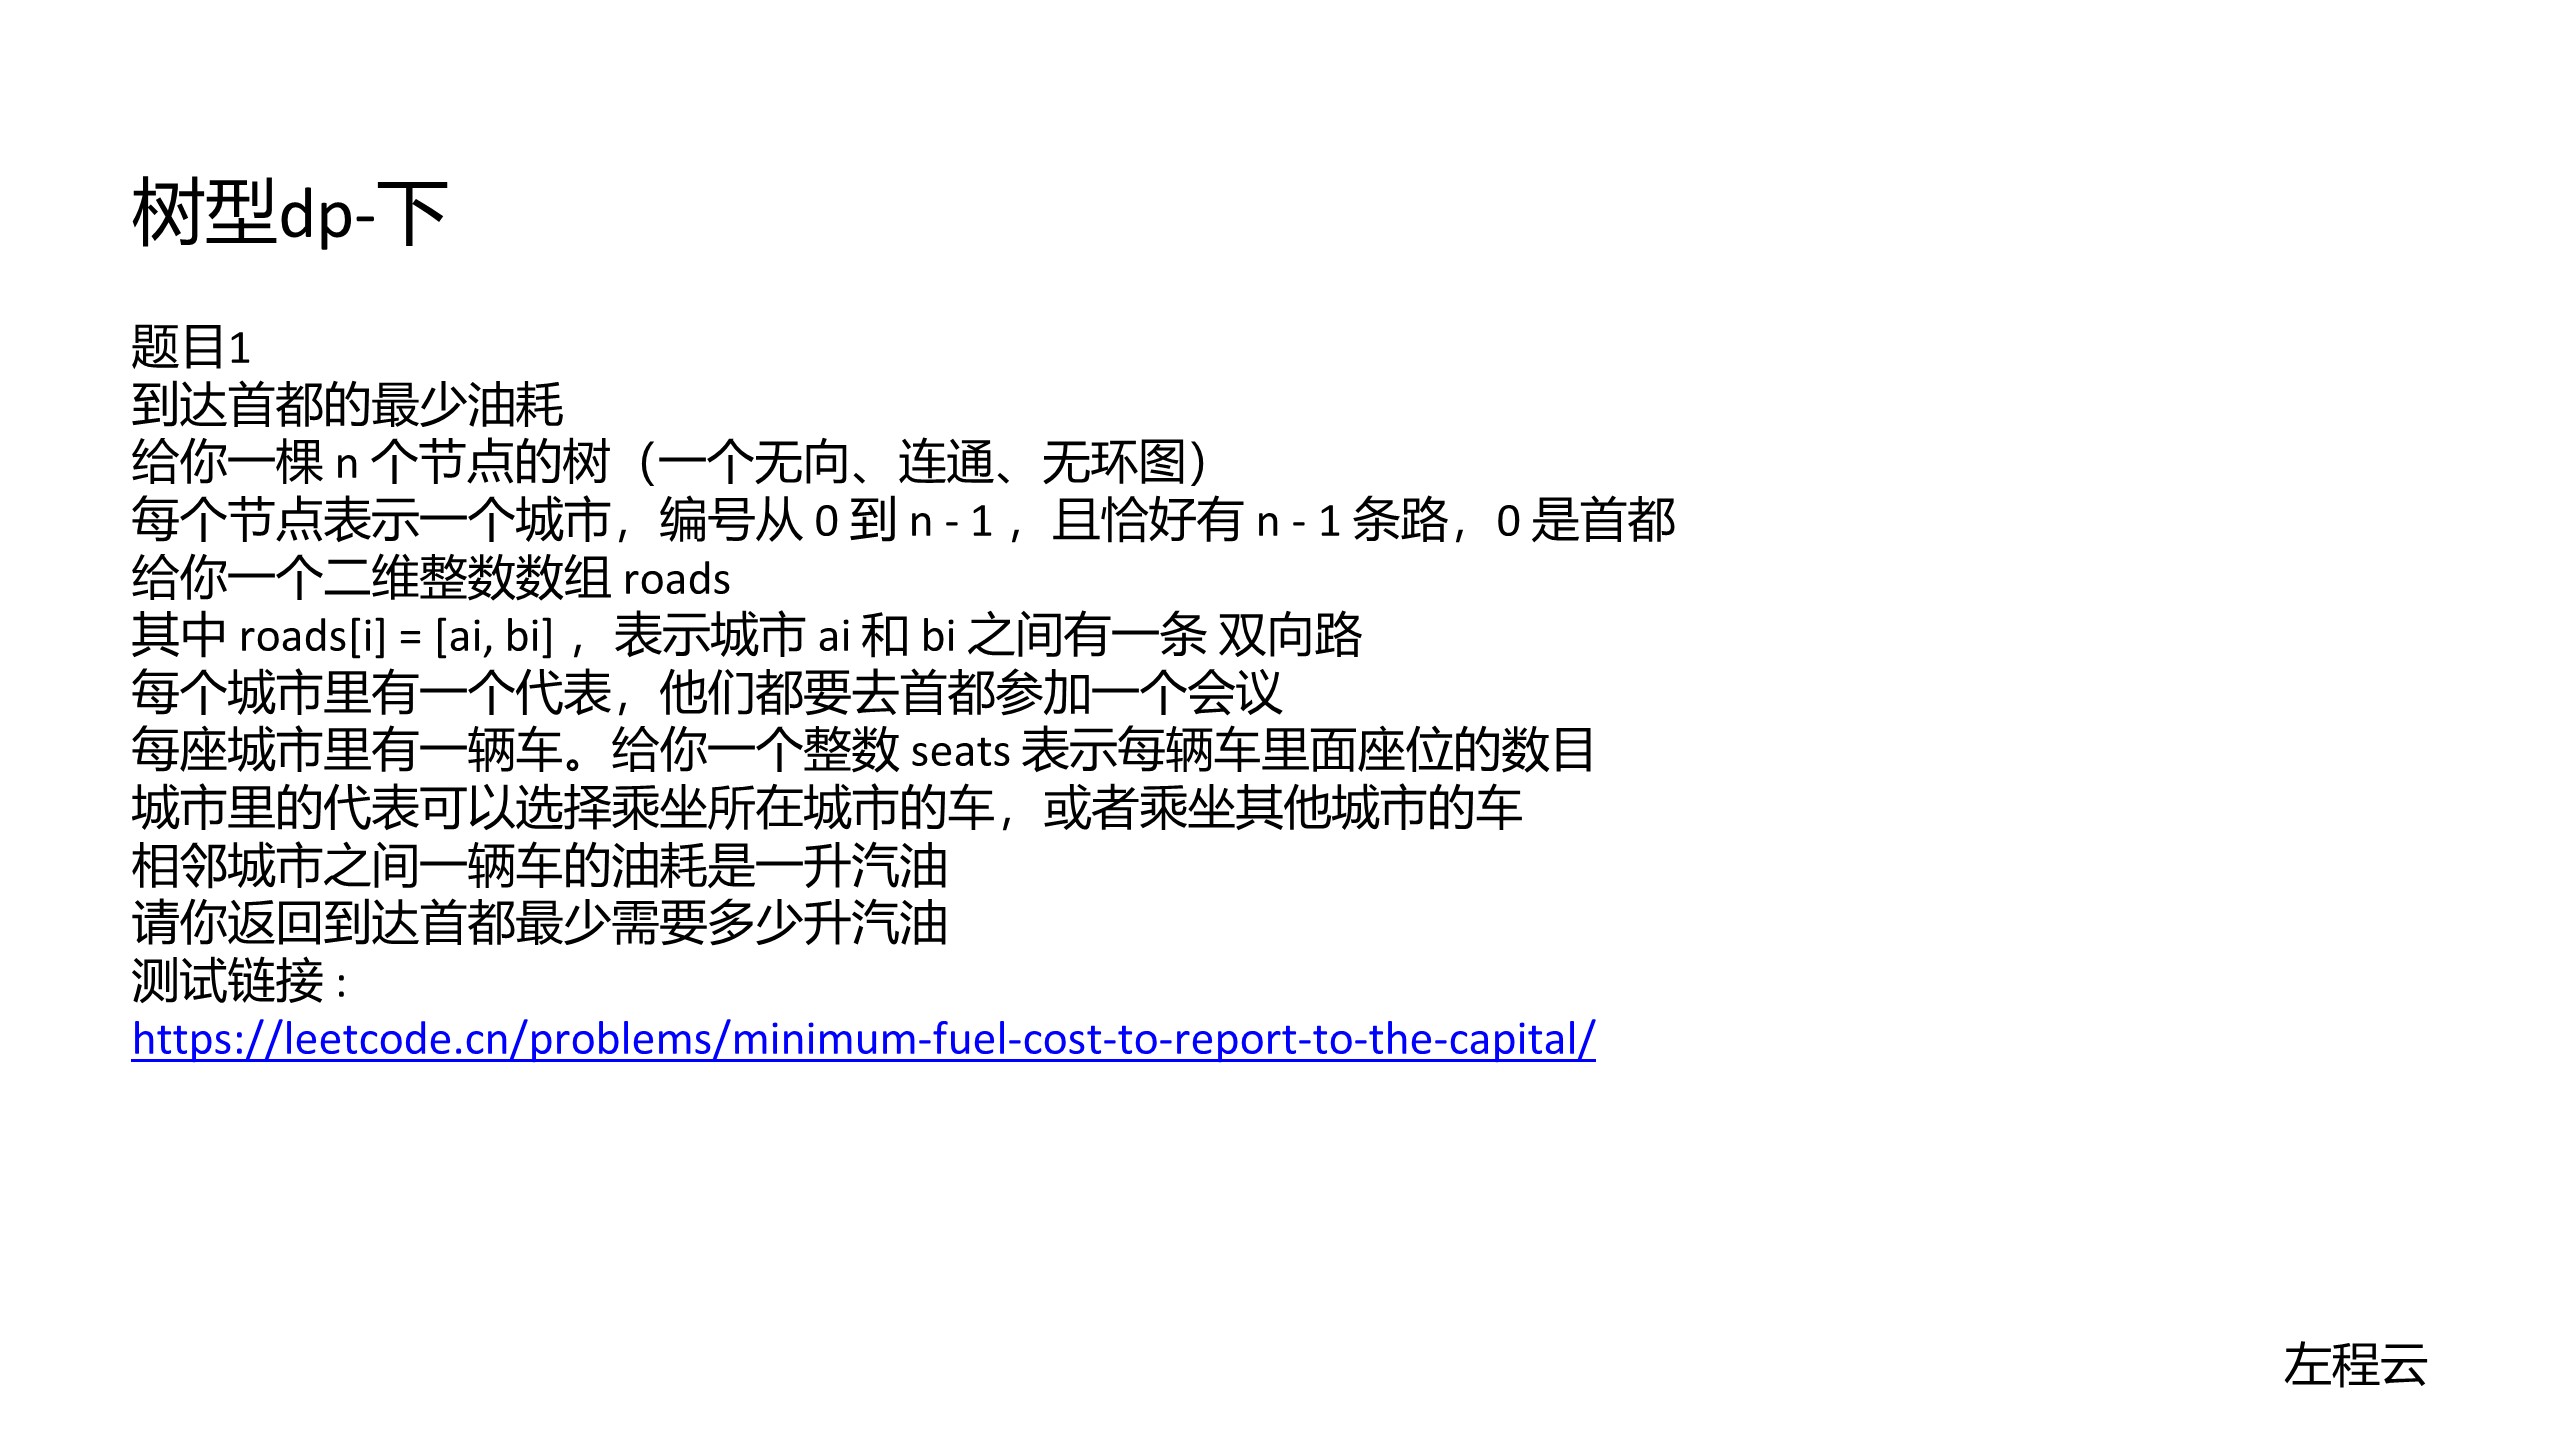 树型dp-下
题目1
到达首都的最少油耗
给你一棵 n 个节点的树（一个无向、连通、无环图）
每个节点表示一个城市，编号从 0 到 n - 1 ，且恰好有 n - 1 条路，0 是首都
给你一个二维整数数组 roads
其中 roads[i] = [ai, bi] ，表示城市 ai 和 bi 之间有一条 双向路
每个城市里有一个代表，他们都要去首都参加一个会议
每座城市里有一辆车。给你一个整数 seats 表示每辆车里面座位的数目
城市里的代表可以选择乘坐所在城市的车，或者乘坐其他城市的车
相邻城市之间一辆车的油耗是一升汽油
请你返回到达首都最少需要多少升汽油
测试链接 :
https://leetcode.cn/problems/minimum-fuel-cost-to-report-to-the-capital/
左程云